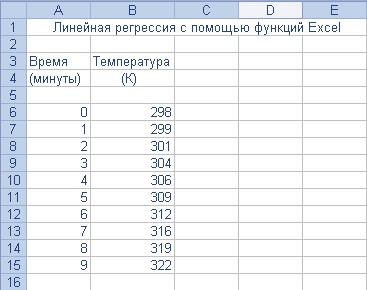 A B C D E
1 Линейная регрессия с помощью функций Excel
2
3 Время Температура
4 (минуты) (К)
5
6 0 298
7 1 299
8 2 301
9 3 304
10 4 306
11 5 309
12 6 312
13 7 316
14 8 319
15 9 322
16